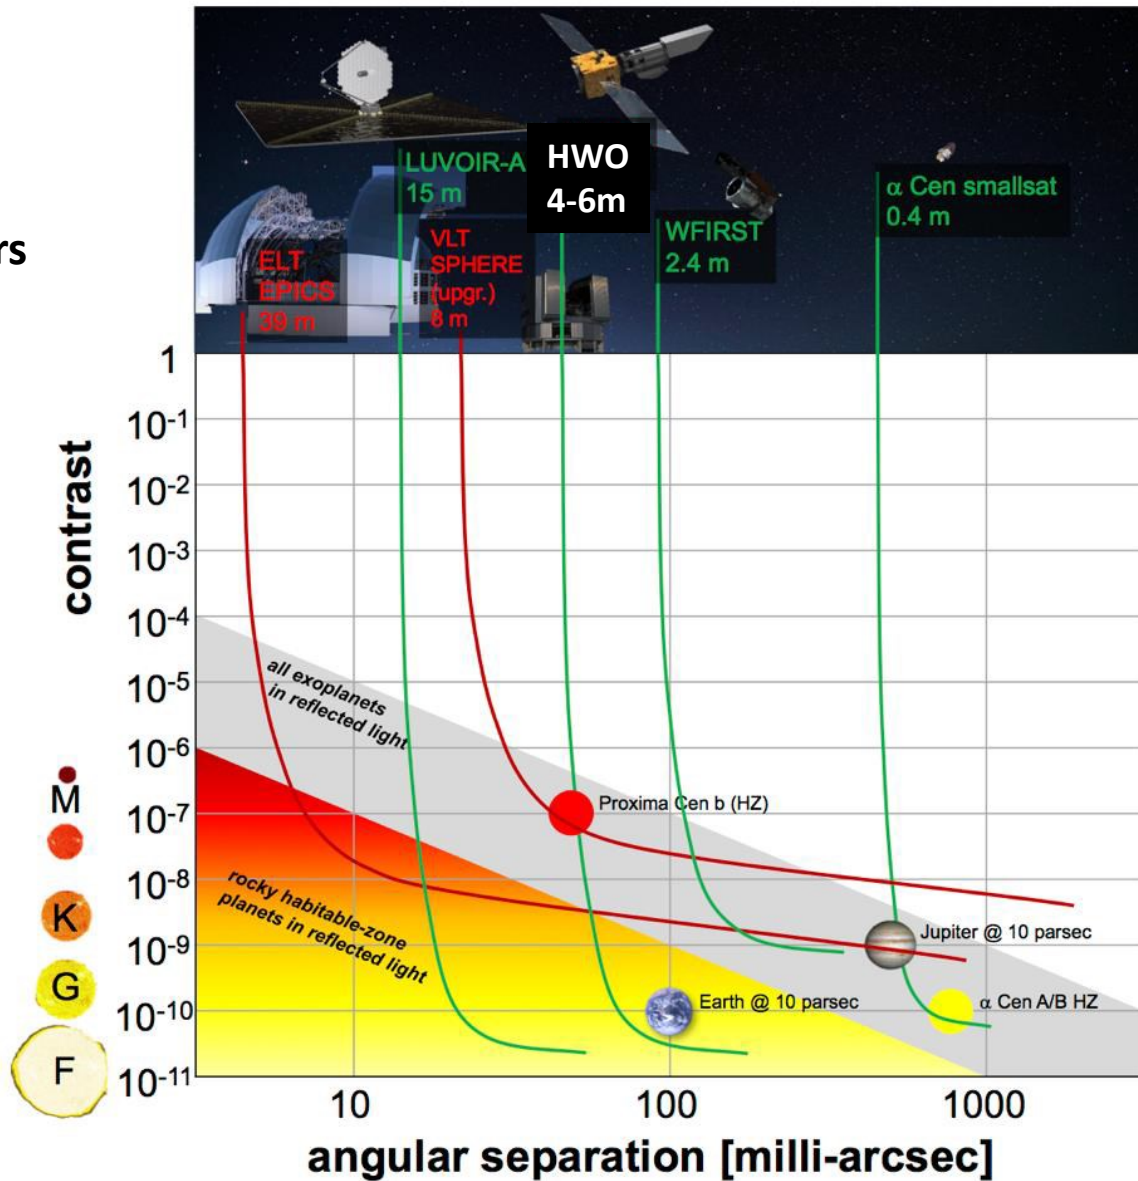 rs
LUVOIR-A
15 m
HWO
4-6m
α Cen smallsat
0.4 m
WFIRST
2.4 m
VLT
SPHERE
(upgr.)
8 m
ELT
EPICS
39 m
contrast
1
10-1
10-2
10-3
10-4
10-5
10-6
10-7
10-8
10-9
10-10
10-11
all exoplanets
in reflected light
Proxima Cen b (HZ)
rocky habitable-zone
planets in reflected light
Jupiter @ 10 parsec
Earth @ 10 parsec
α Cen A/B HZ
M
K
G
F
10
100
1000
angular separation [milli-arcsec]